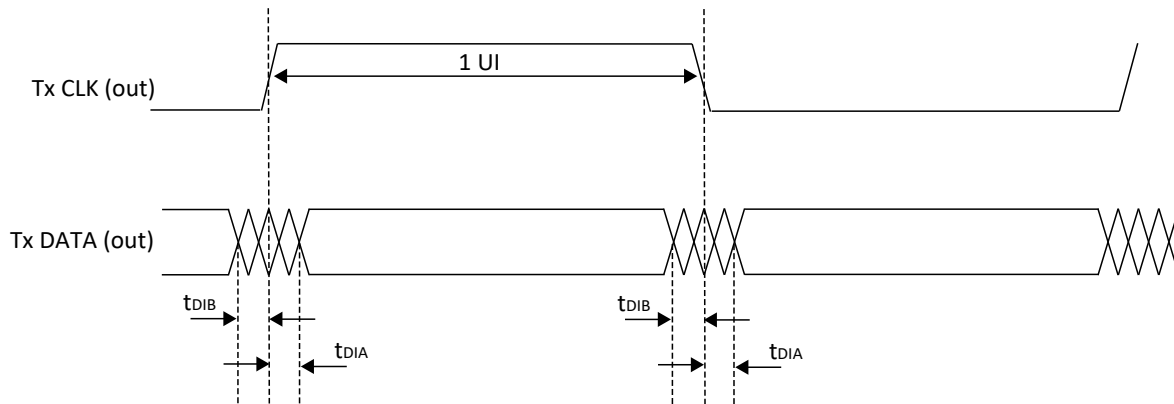 1 UI
Tx CLK (out)
Tx DATA (out)
tDIB
tDIB
tDIA
tDIA